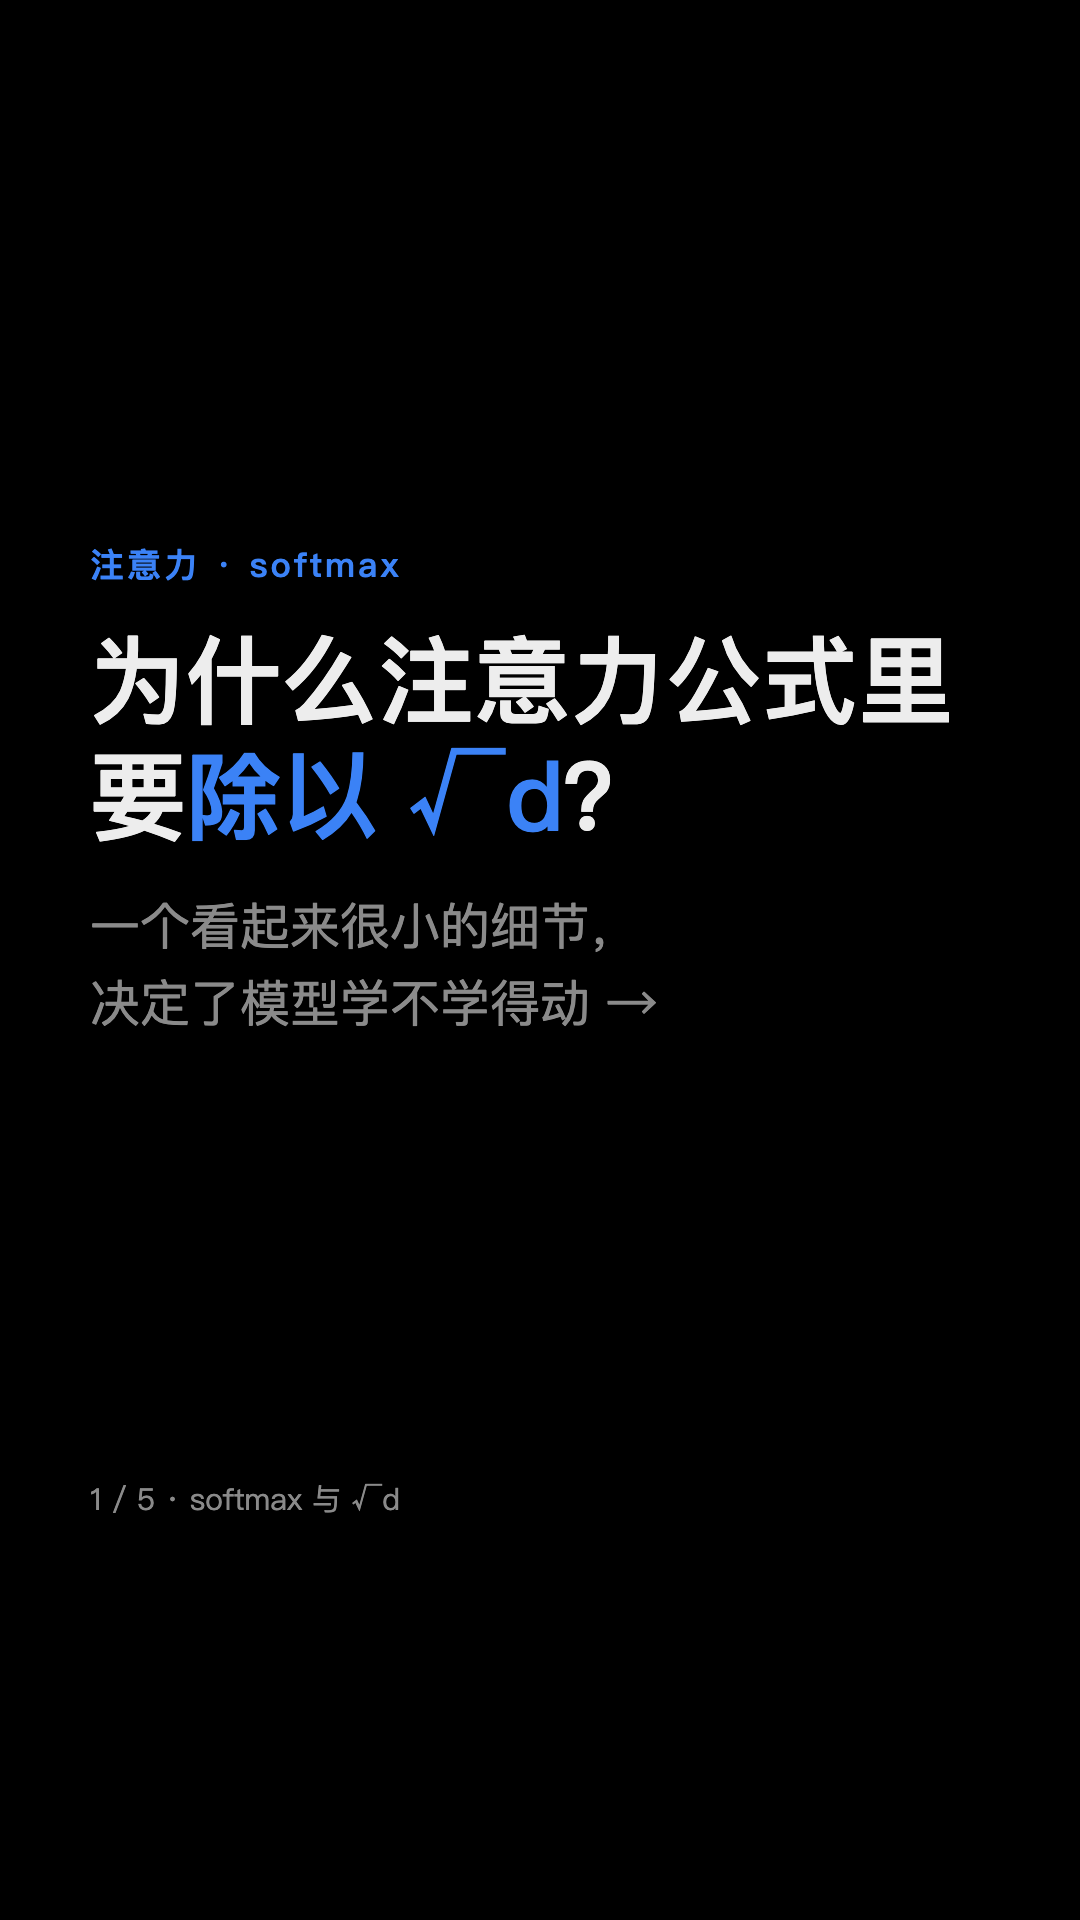 注意力 · softmax
为什么注意力公式里
要除以 √d?
一个看起来很小的细节，
决定了模型学不学得动 →
1 / 5 · softmax 与 √d